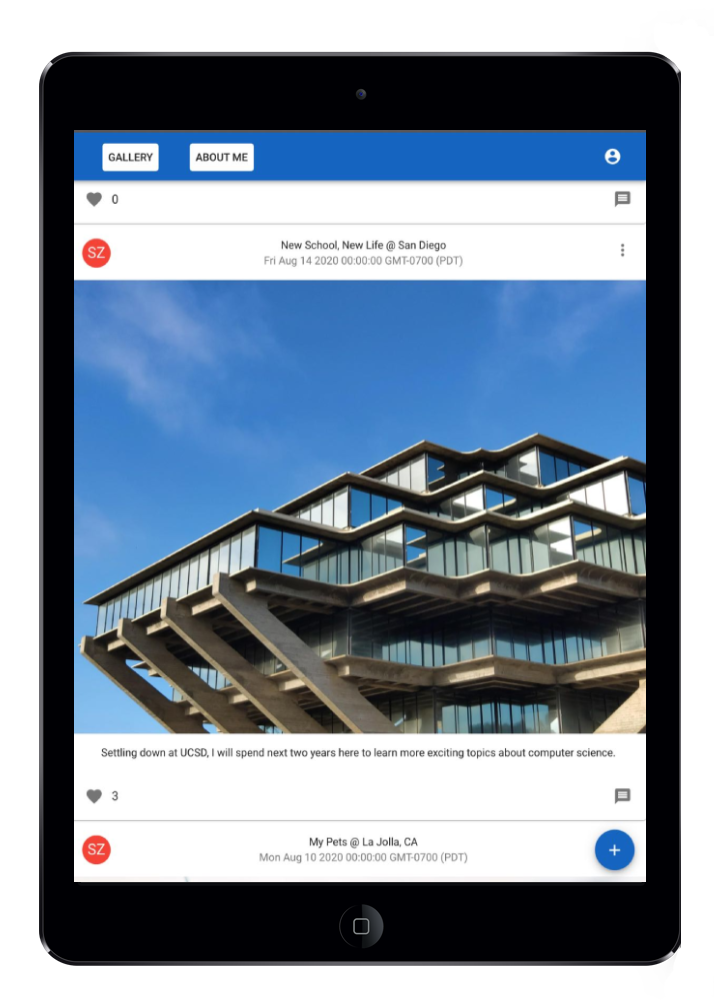 GALLERY
ABOUT ME
0
SZ
New School, New Life @ San Diego
Fri Aug 14 2020 00:00:00 GMT-0700 (PDT)
Settling down at UCSD, I will spend next two years here to learn more exciting topics about computer science.
3
SZ
My Pets @ La Jolla, CA
Mon Aug 10 2020 00:00:00 GMT-0700 (PDT)
+